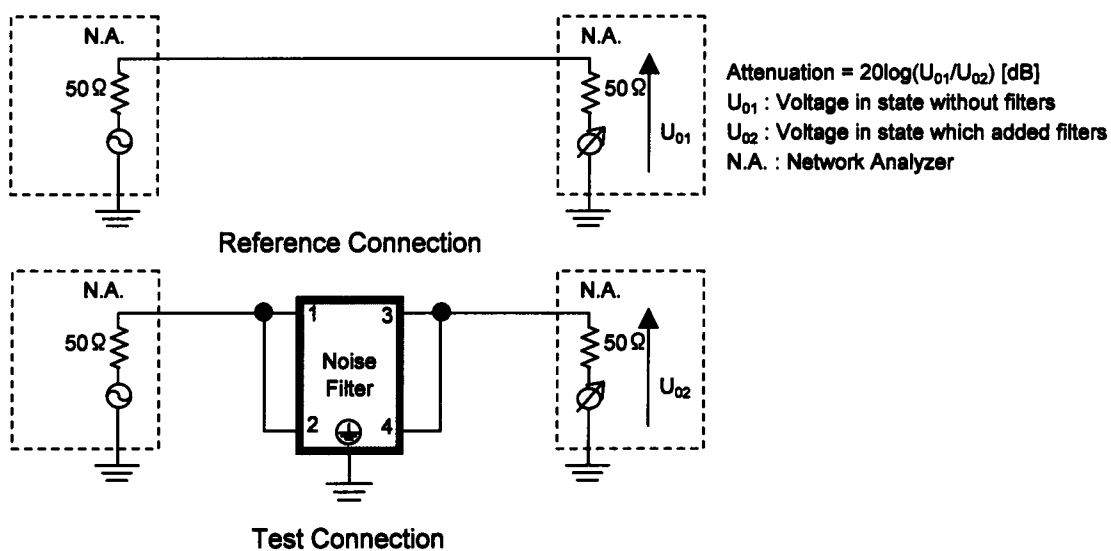 N.A.
50Ω
N.A.
50Ω
U01
Attenuation = 20log(U01/U02) [dB]
U01 : Voltage in state without filters
U02 : Voltage in state which added filters
N.A. : Network Analyzer
Reference Connection
N.A.
50Ω
1 3
Noise
Filter
2 4
N.A.
50Ω
U02
Test Connection